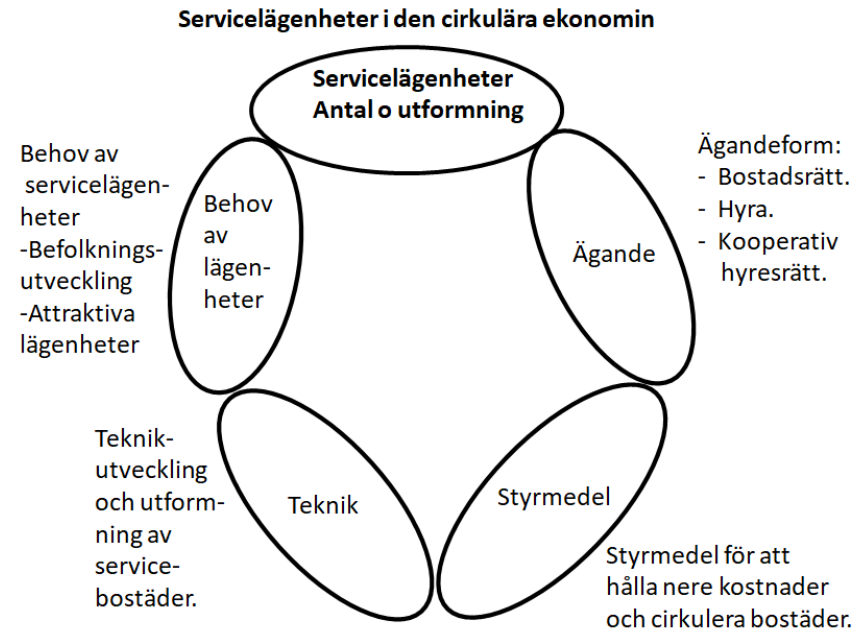 Servicelägenheter i den cirkulära ekonomin
Servicelägenheter
Antal o utformning
Behov av
servicelägen-
heter
-Befolknings-
utveckling
-Attraktiva
lägenheter
Behov
av
lägen-
heter
Ägande
Ägandeform:
- Bostadsrätt.
- Hyra.
- Kooperativ
hyresrätt.
Teknik-
utveckling
och utform-
ning av
service-
bostäder.
Teknik
Styrmedel
Styrmedel för att
hålla nere kostnader
och cirkulera bostäder.